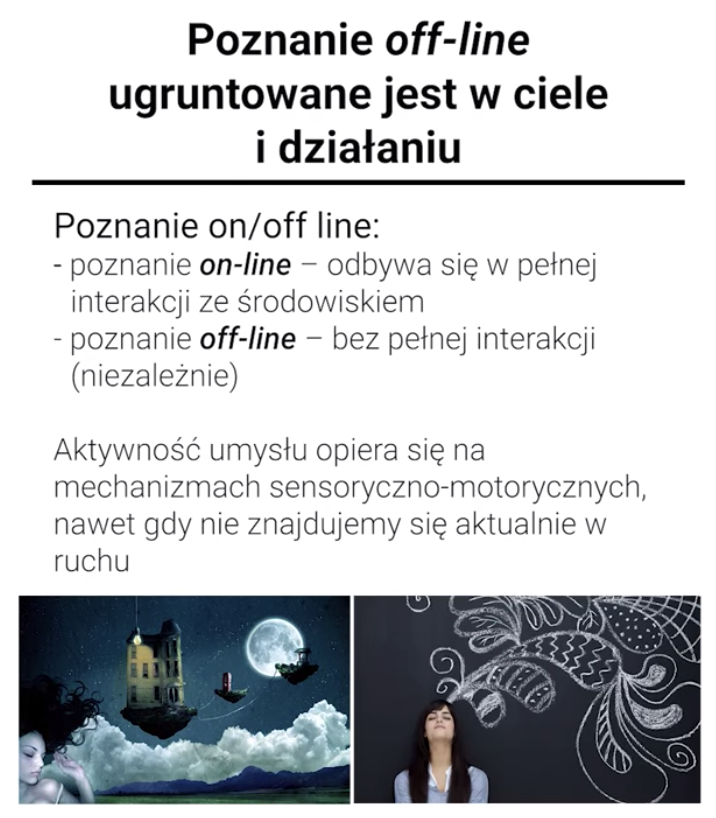 Poznanie off-line
ugruntowane jest w ciele
i działaniu
Poznanie on/off line:
- poznanie on-line – odbywa się w pełnej
interakcji ze środowiskiem
- poznanie off-line – bez pełnej interakcji
(niezależnie)
Aktywność umysłu opiera się na
mechanizmach sensoryczno-motorycznych,
nawet gdy nie znajdujemy się aktualnie w
ruchu